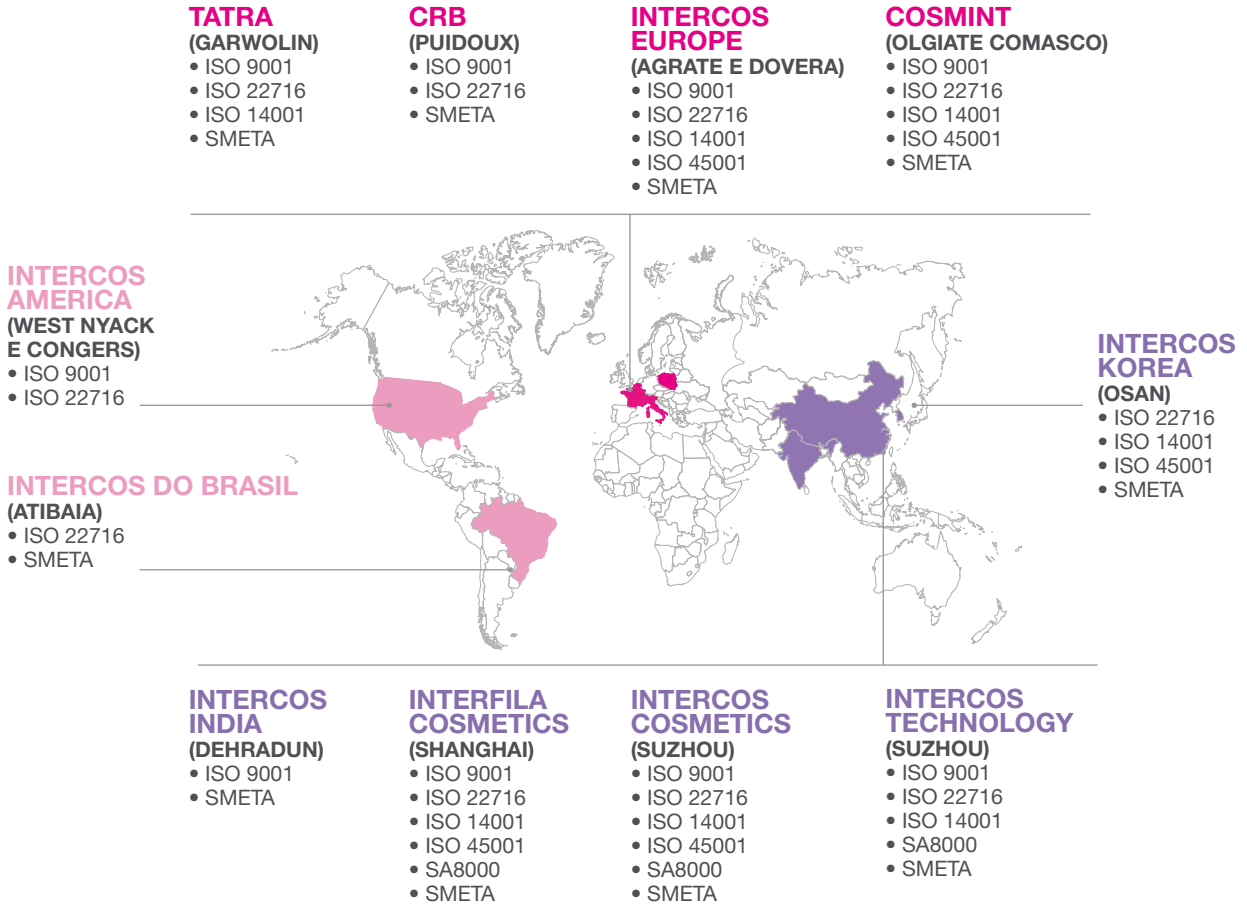 TATRA
(GARWOLIN)
• ISO 9001
• ISO 22716
• ISO 14001
• SMETA
CRB
(PUIDOUX)
• ISO 9001
• ISO 22716
• SMETA
INTERCOS
EUROPE
(AGRATE E DOVERA)
• ISO 9001
• ISO 22716
• ISO 14001
• ISO 45001
• SMETA
COSMINT
(OLGIATE COMASCO)
• ISO 9001
• ISO 22716
• ISO 14001
• ISO 45001
• SMETA
INTERCOS
AMERICA
(WEST NYACK
E CONGERS)
• ISO 9001
• ISO 22716
INTERCOS
KOREA
(OSAN)
• ISO 22716
• ISO 14001
• ISO 45001
• SMETA
INTERCOS DO BRASIL
(ATIBAIA)
• ISO 22716
• SMETA
INTERCOS
INDIA
(DEHRADUN)
• ISO 9001
• SMETA
INTERFILA
COSMETICS
(SHANGHAI)
• ISO 9001
• ISO 22716
• ISO 14001
• ISO 45001
• SA8000
• SMETA
INTERCOS
COSMETICS
(SUZHOU)
• ISO 9001
• ISO 22716
• ISO 14001
• ISO 45001
• SA8000
• SMETA
INTERCOS
TECHNOLOGY
(SUZHOU)
• ISO 9001
• ISO 22716
• ISO 14001
• SA8000
• SMETA